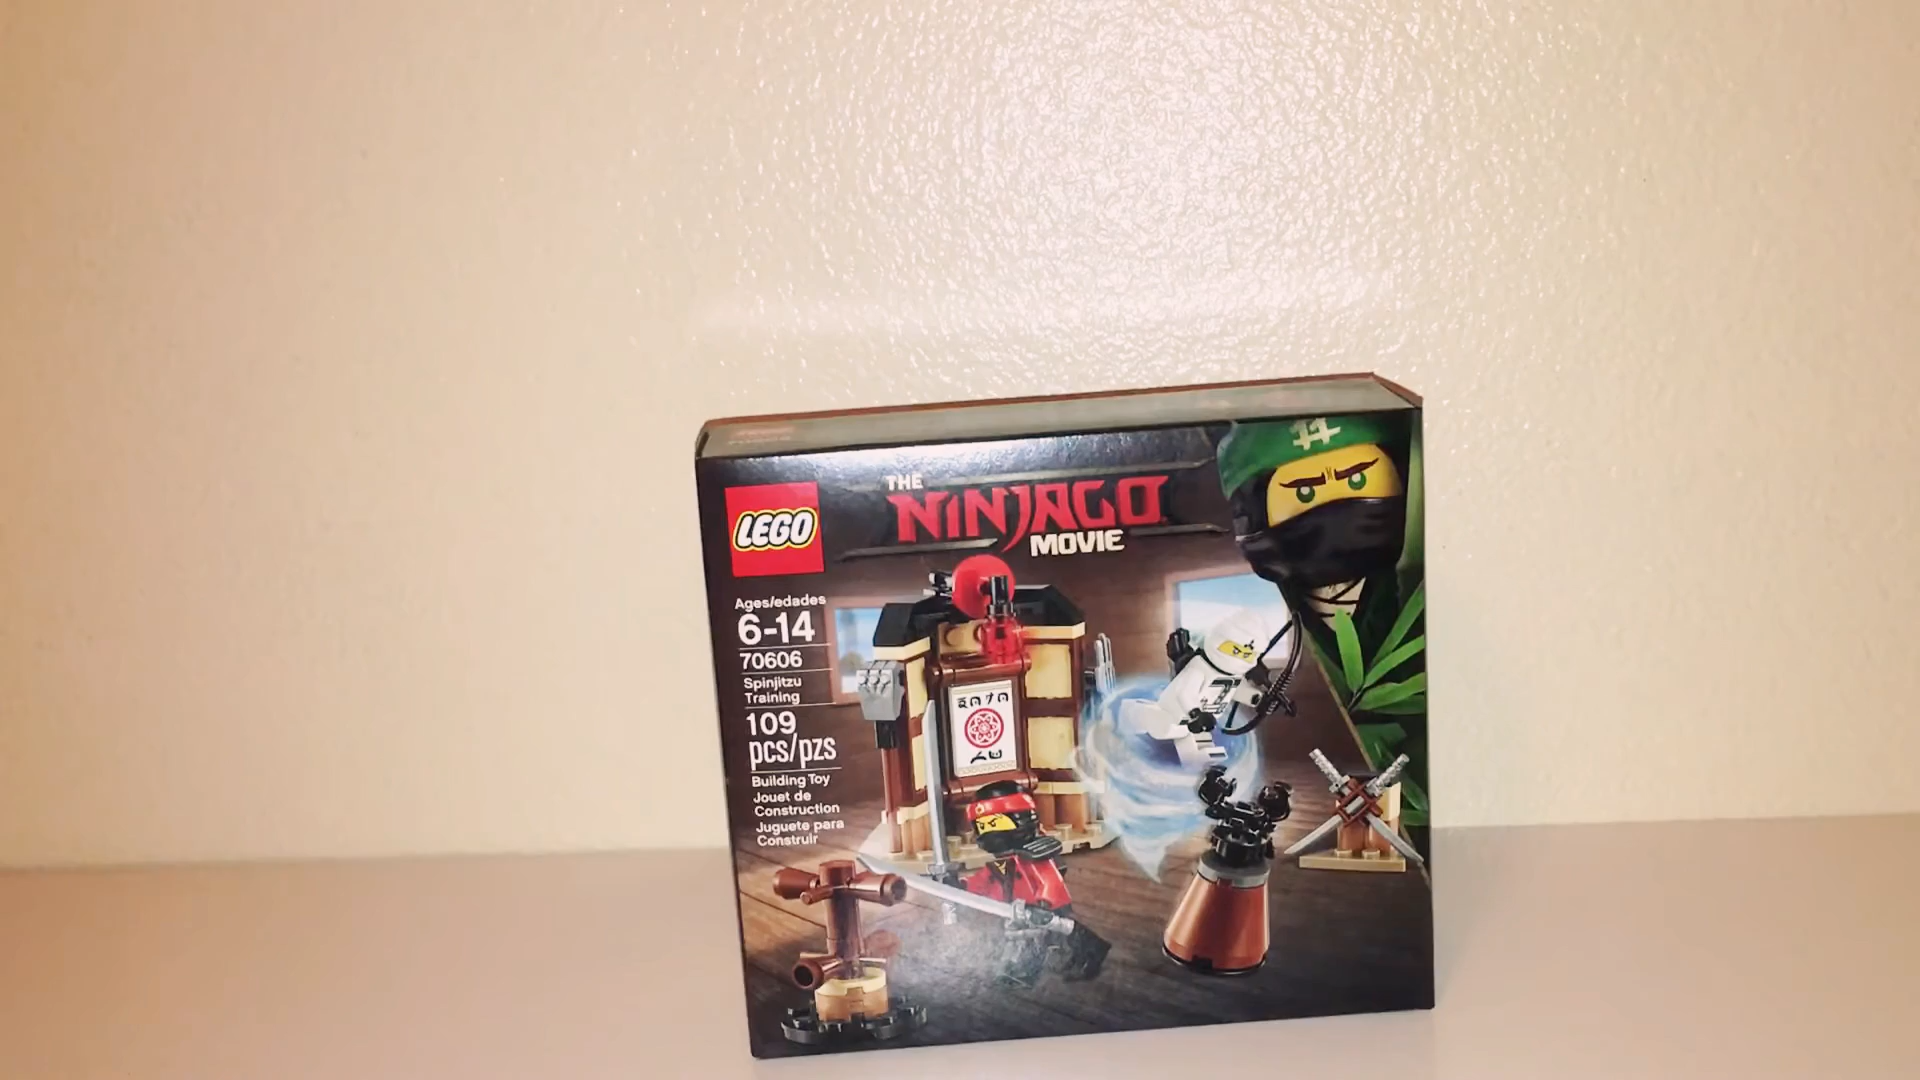 LEGO
THE
NINJAGO
MOVIE
Ages/edades
6-14
70606
Spinjitzu
Training
109
pcs/pzs
Building Toy
Jouet de
Construction
Juguete para
Construir